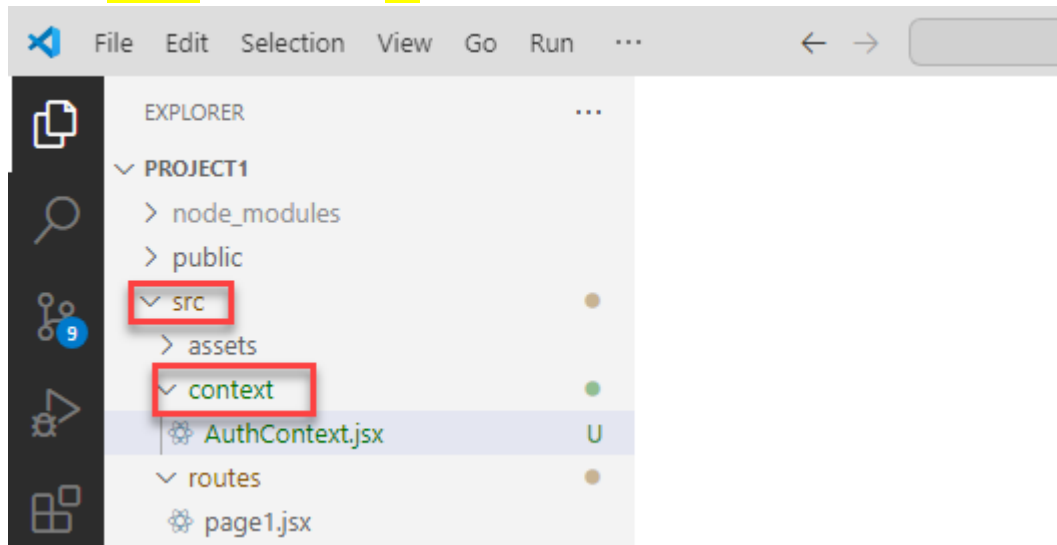 File Edit Selection View Go Run ...
EXPLORER ...
PROJECT1
node_modules
public
src
9
assets
context
AuthContext.jsx U
routes
page1.jsx